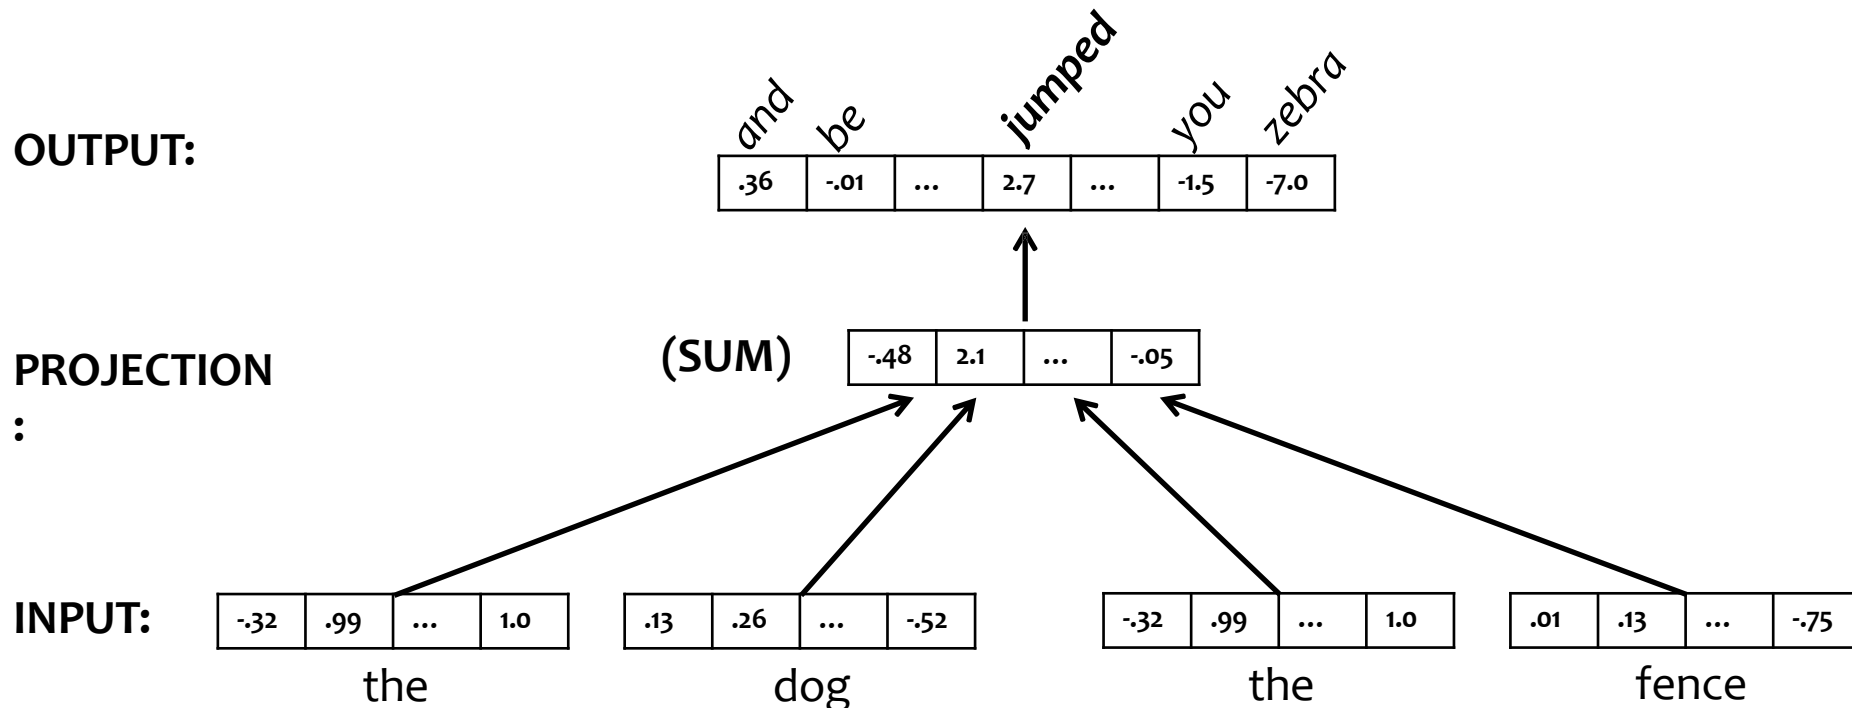 and be jumped you zebra
OUTPUT:
.36 -.01 ... 2.7 ... -1.5 -7.0
PROJECTION
:
(SUM) -.48 2.1 ... -.05
INPUT: -.32 .99 ... 1.0 .13 .26 ... -.52 -.32 .99 ... 1.0 .01 .13 ... -.75
the dog the fence